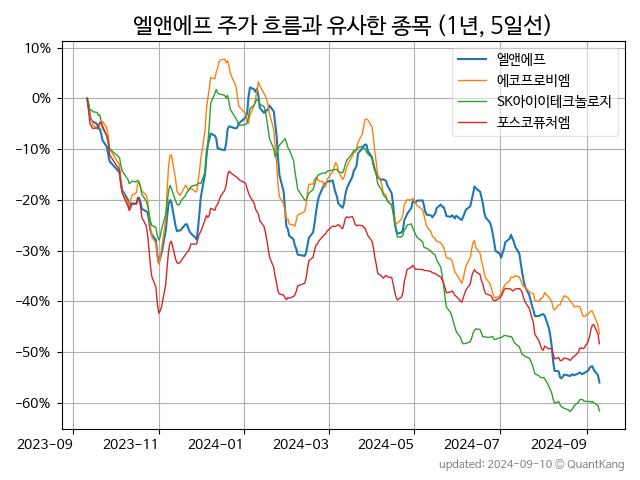 엘앤에프 주가 흐름과 유사한 종목 (1년, 5일선)
10%
0%
−10%
−20%
−30%
−40%
−50%
−60%
엘앤에프
에코프로비엠
SK아이이테크놀로지
포스코퓨처엠
2023-09
2023-11
2024-01
2024-03
2024-05
2024-07
2024-09
updated: 2024-09-10 © QuantKang